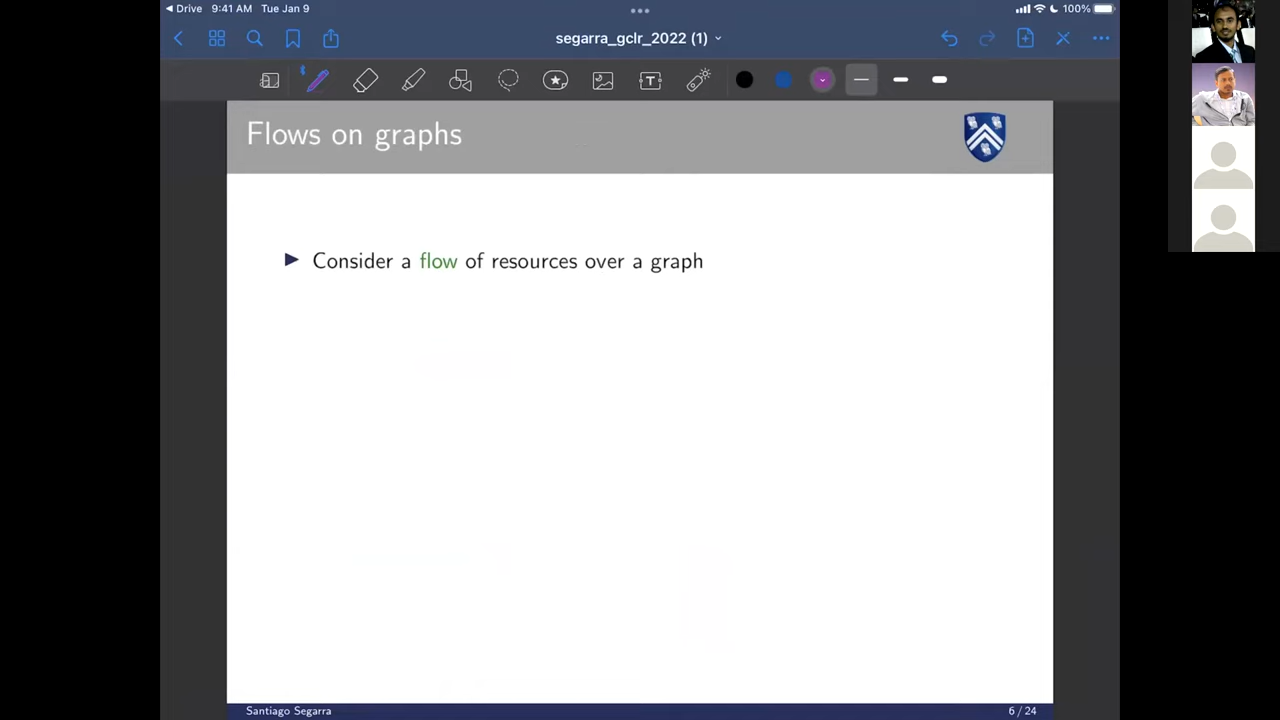 Drive 9:41 AM Tue Jan 9
100%
segarra_gclr_2022 (1)
T
Flows on graphs
Consider a flow of resources over a graph
Santiago Segarra
6 / 24